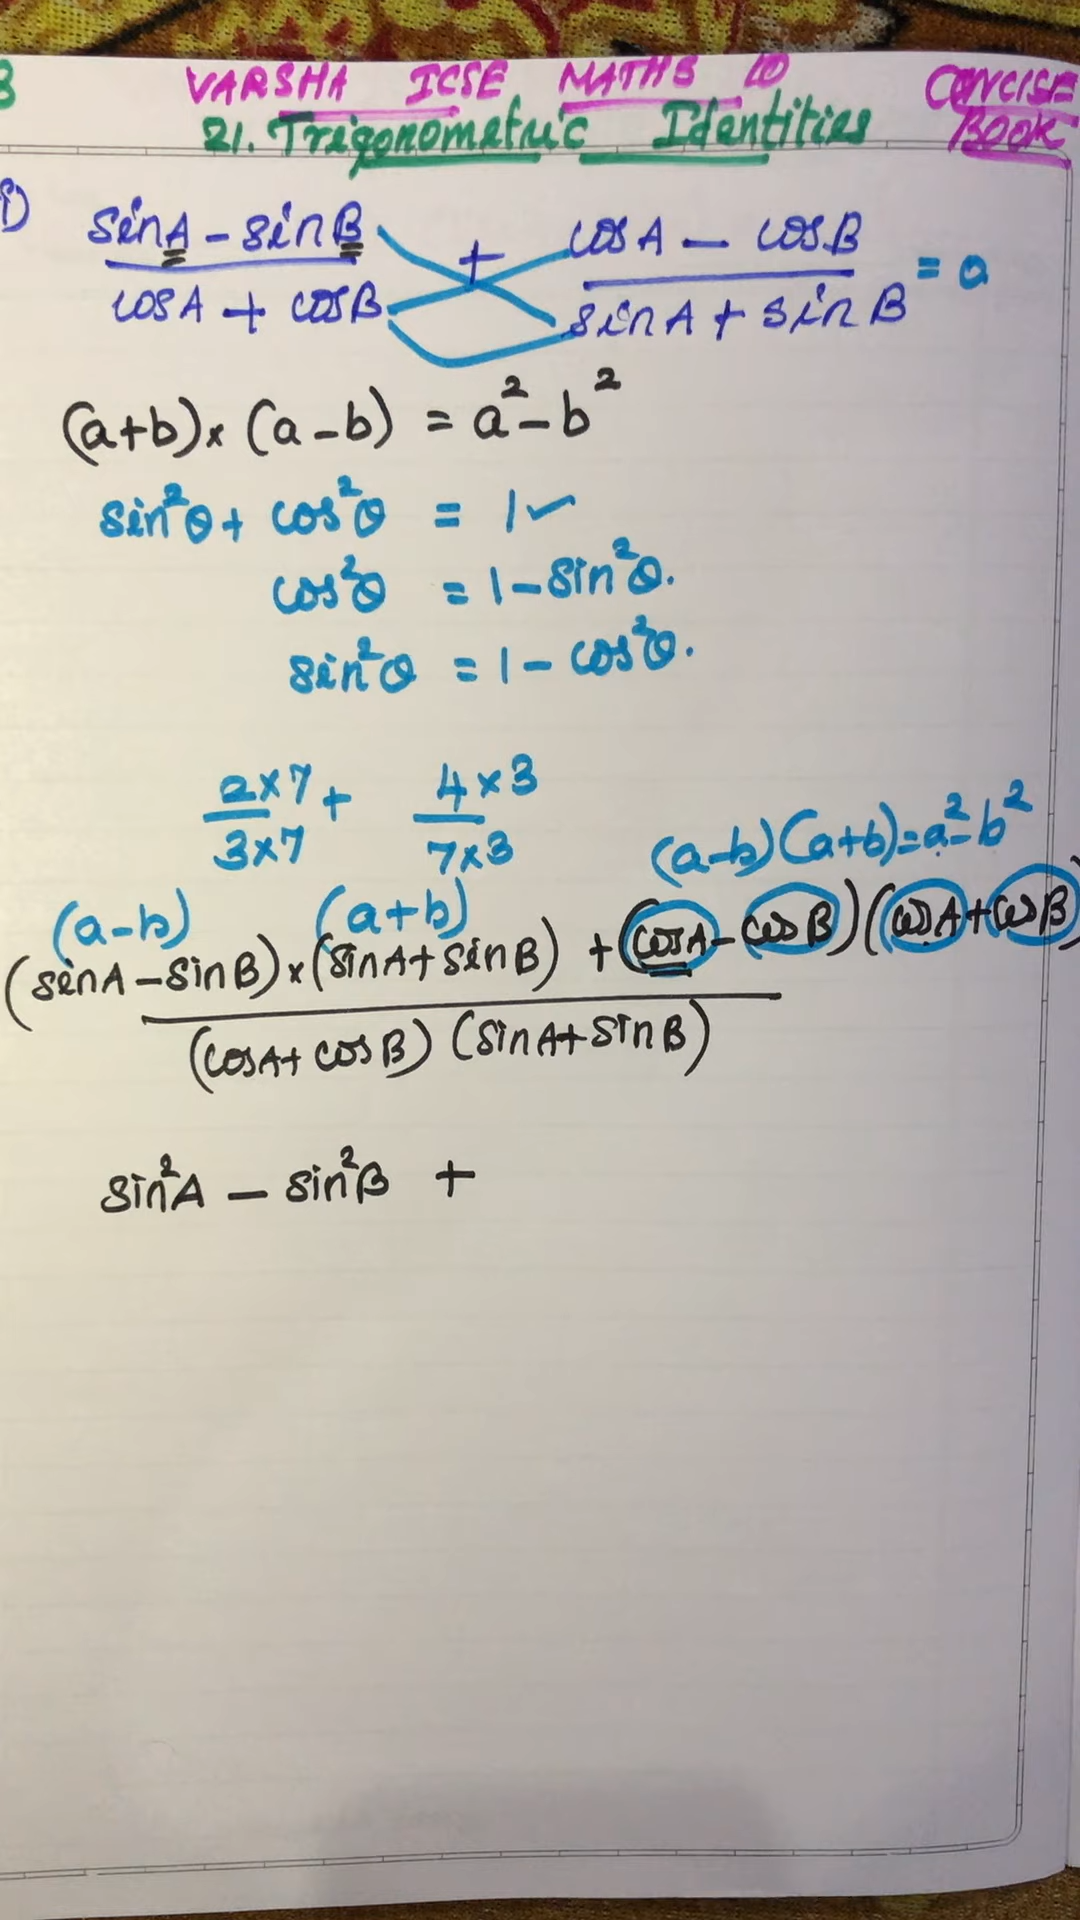 3 VARSHA ICSE MATHS 10 CONCISE
21. Trigonometric Identities BOOK
i) sinA - sinB + cosA - cosB = a
cosA + cosB sinA + sinB
(a+b)x (a-b) = a² - b²
sin²θ + cos²θ = 1 ✓
cos²θ = 1 - sin²θ.
sin²θ = 1 - cos²θ.
2x7 + 4x3
3x7 7x3
(a-b)(a+b)=a²-b²
(a-b) (a+b)
(sinA - sinB)x(sinA + sinB) + (cosA - cosB)(cosA + cosB)
(cosA + cosB) (sinA + sinB)
sin²A - sin²B +